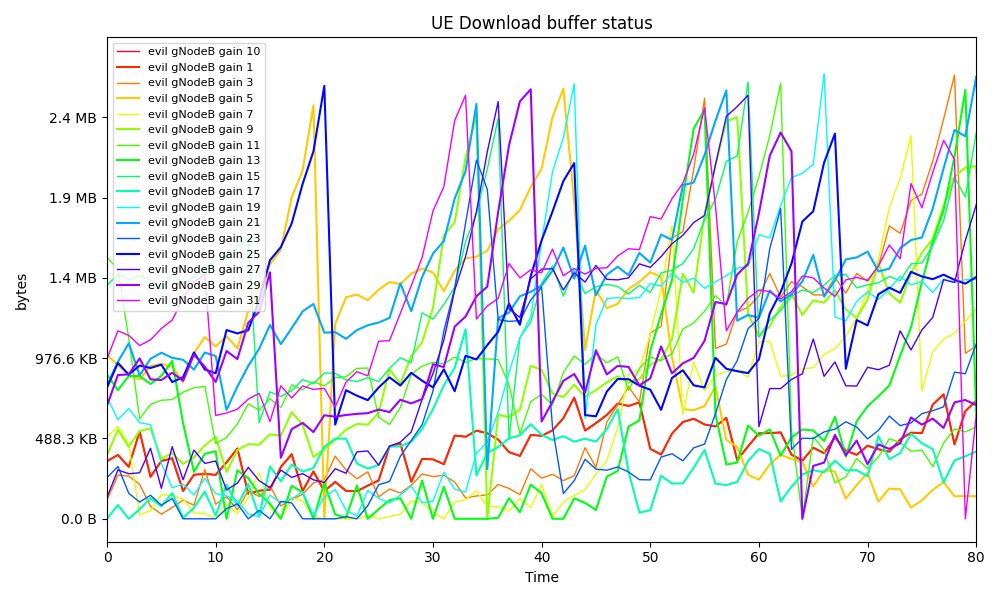 UE Download buffer status
evil gNodeB gain 10
evil gNodeB gain 1
evil gNodeB gain 3
evil gNodeB gain 5
evil gNodeB gain 7
evil gNodeB gain 9
evil gNodeB gain 11
evil gNodeB gain 13
evil gNodeB gain 15
evil gNodeB gain 17
evil gNodeB gain 19
evil gNodeB gain 21
evil gNodeB gain 23
evil gNodeB gain 25
evil gNodeB gain 27
evil gNodeB gain 29
evil gNodeB gain 31
2.4 MB
1.9 MB
1.4 MB
976.6 KB
488.3 KB
0.0 B
bytes
0 10 20 30 40 50 60 70 80
Time